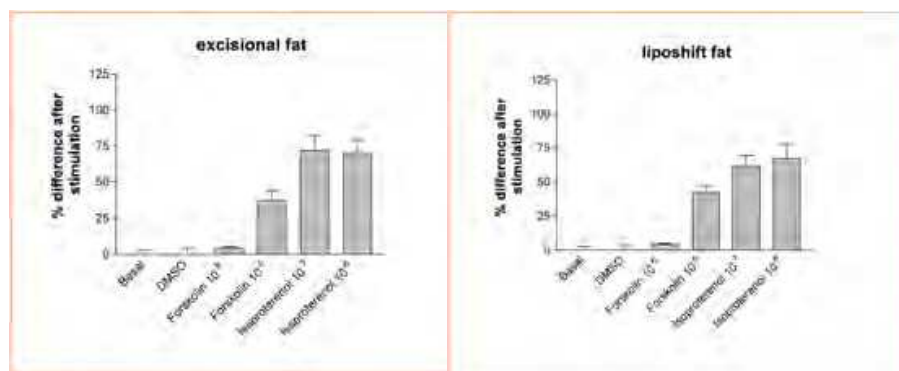 excisional fat
% difference after
stimulation
125
100
75
50
25
0
Basal
DMSO
Forskolin 10
Forskolin 10
Isoproterenol 10
Isoproterenol 10
liposhift fat
% difference after
stimulation
125
100
75
50
25
0
Basal
DMSO
Forskolin 10
Forskolin 10
Isoproterenol 10
Isoproterenol 10